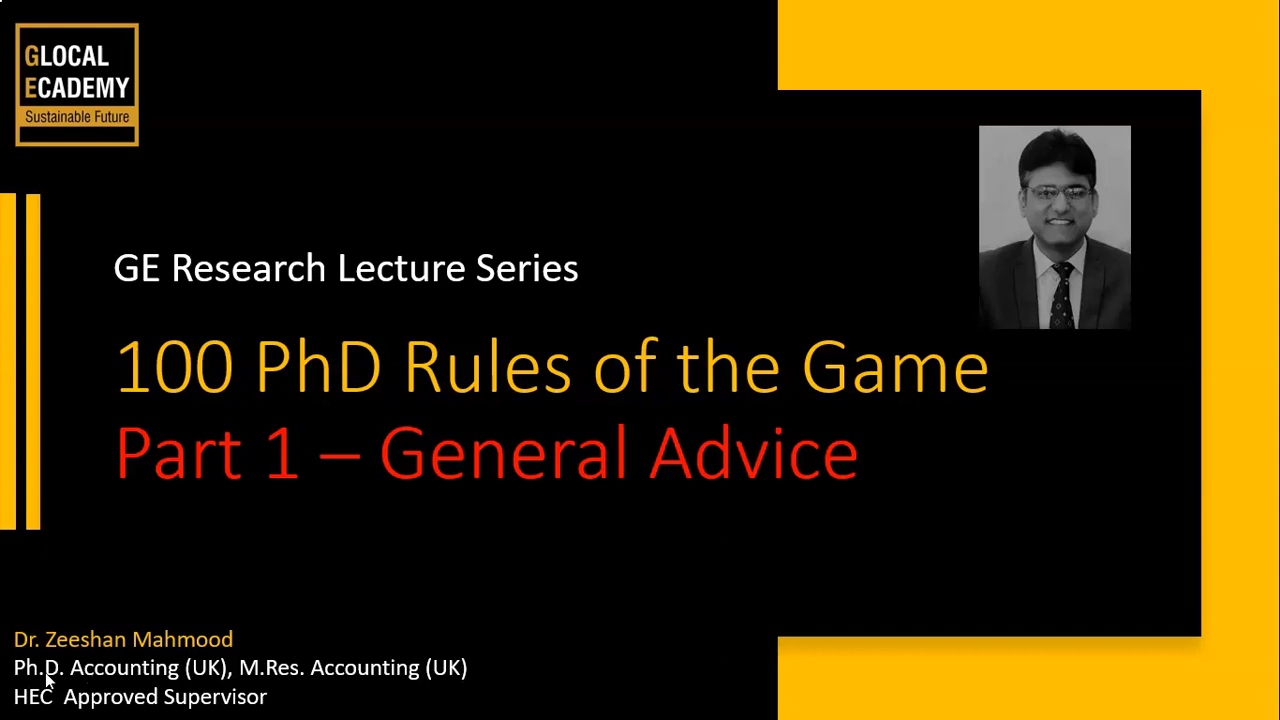 GLOCAL
ECADEMY
Sustainable Future
GE Research Lecture Series
100 PhD Rules of the Game
Part 1 – General Advice
Dr. Zeeshan Mahmood
Ph.D. Accounting (UK), M.Res. Accounting (UK)
HEC Approved Supervisor